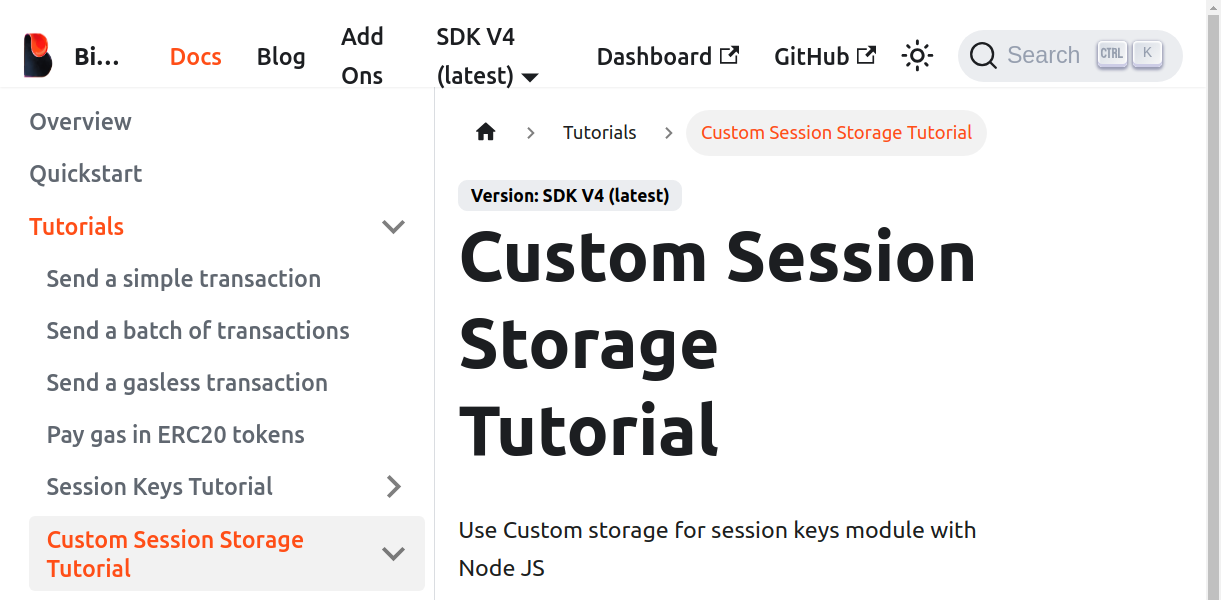 Bi...
Docs
Blog
Add
Ons
SDK V4
(latest)
Dashboard
GitHub
Search
CTRL
K
Overview
Quickstart
Tutorials
Send a simple transaction
Send a batch of transactions
Send a gasless transaction
Pay gas in ERC20 tokens
Session Keys Tutorial
Custom Session Storage
Tutorial
Tutorials
Custom Session Storage Tutorial
Version: SDK V4 (latest)
Custom Session
Storage
Tutorial
Use Custom storage for session keys module with
Node JS